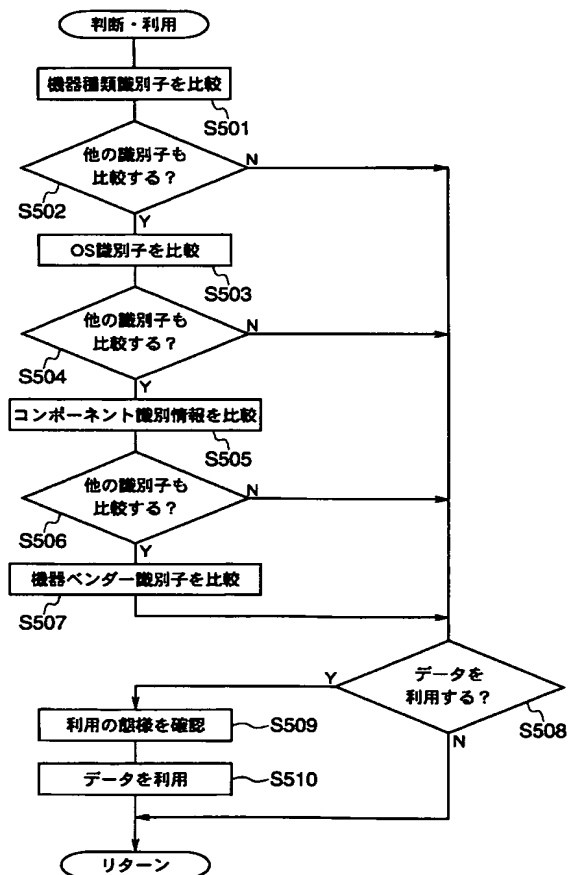 判断・利用
機器種類識別子を比較
S501
他の識別子も
比較する？
N
S502
Y
OS識別子を比較
S503
他の識別子も
比較する？
N
S504
Y
コンポーネント識別情報を比較
S505
他の識別子も
比較する？
N
S506
Y
機器ベンダー識別子を比較
S507
データを
利用する？
Y
S508
N
利用の態様を確認
S509
データを利用
S510
リターン